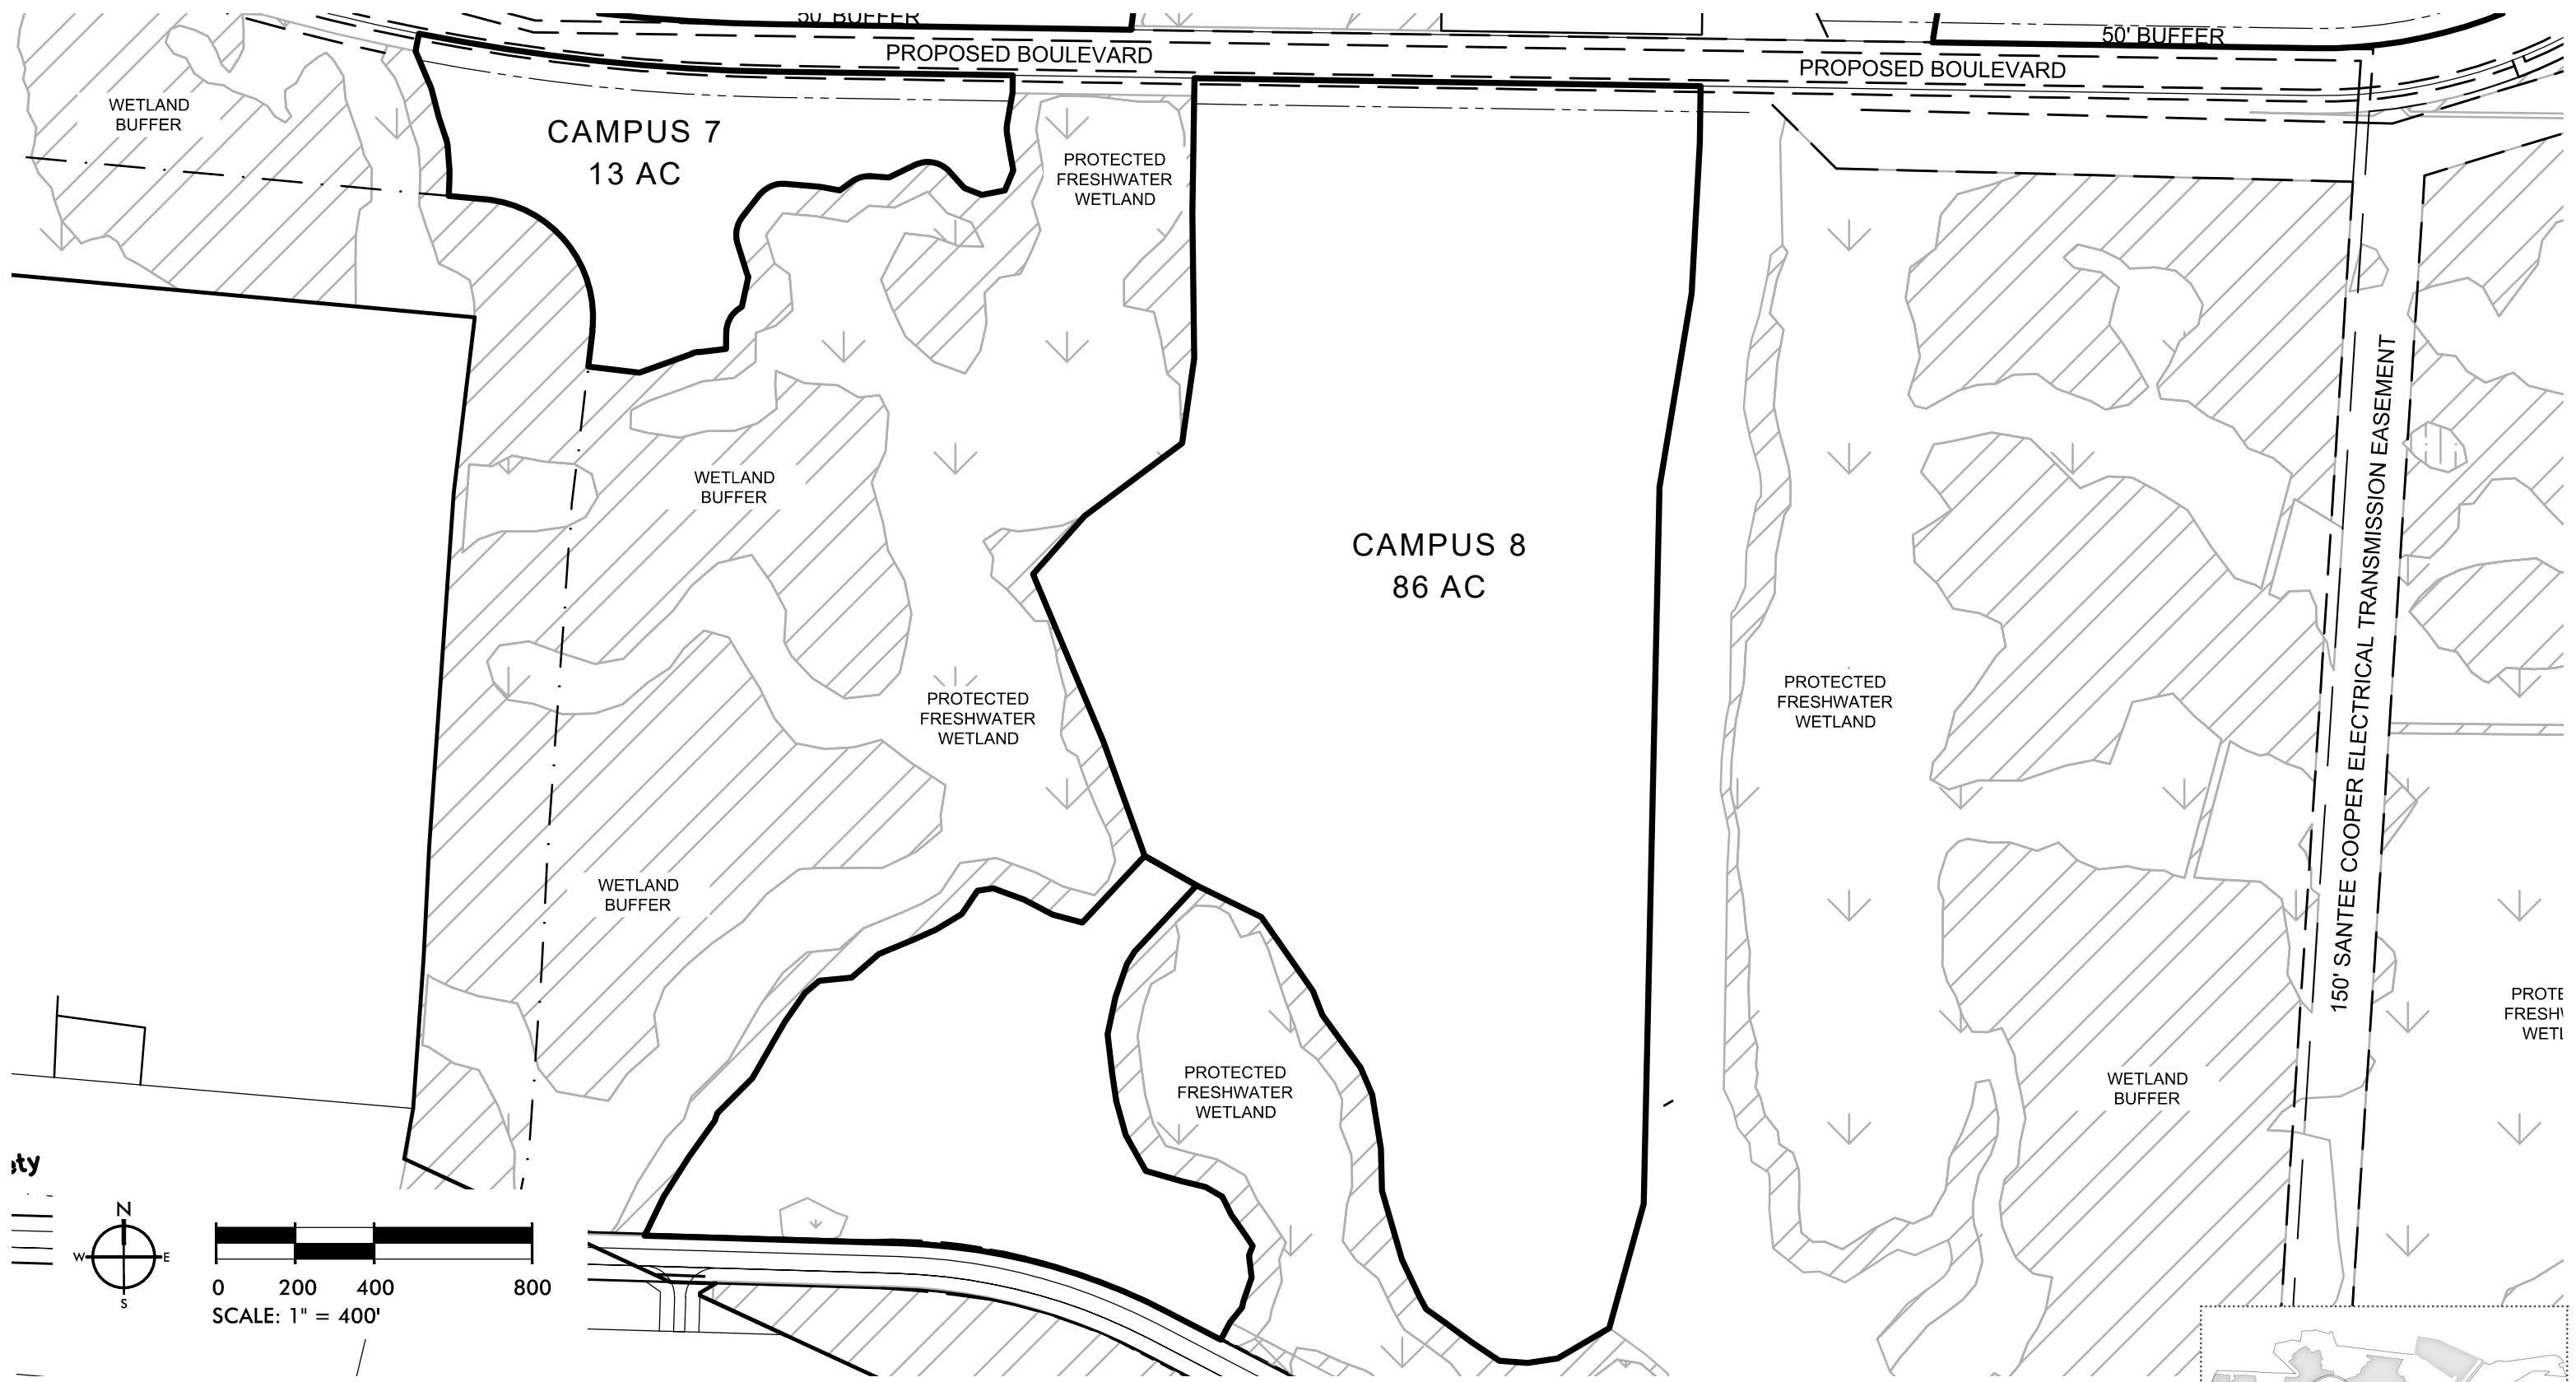 50' BUFFER
50' BUFFER
PROPOSED BOULEVARD
PROPOSED BOULEVARD
WETLAND
BUFFER
CAMPUS 7
13 AC
PROTECTED
FRESHWATER
WETLAND
WETLAND
BUFFER
CAMPUS 8
86 AC
150' SANTEE COOPER ELECTRICAL TRANSMISSION EASEMENT
PROTECTED
FRESHWATER
WETLAND
PROTECTED
FRESHWATER
WETLAND
WETLAND
BUFFER
PROTECTED
FRESHWATER
WETLAND
WETLAND
BUFFER
N
W
E
S
0 200 400 800
SCALE: 1" = 400'